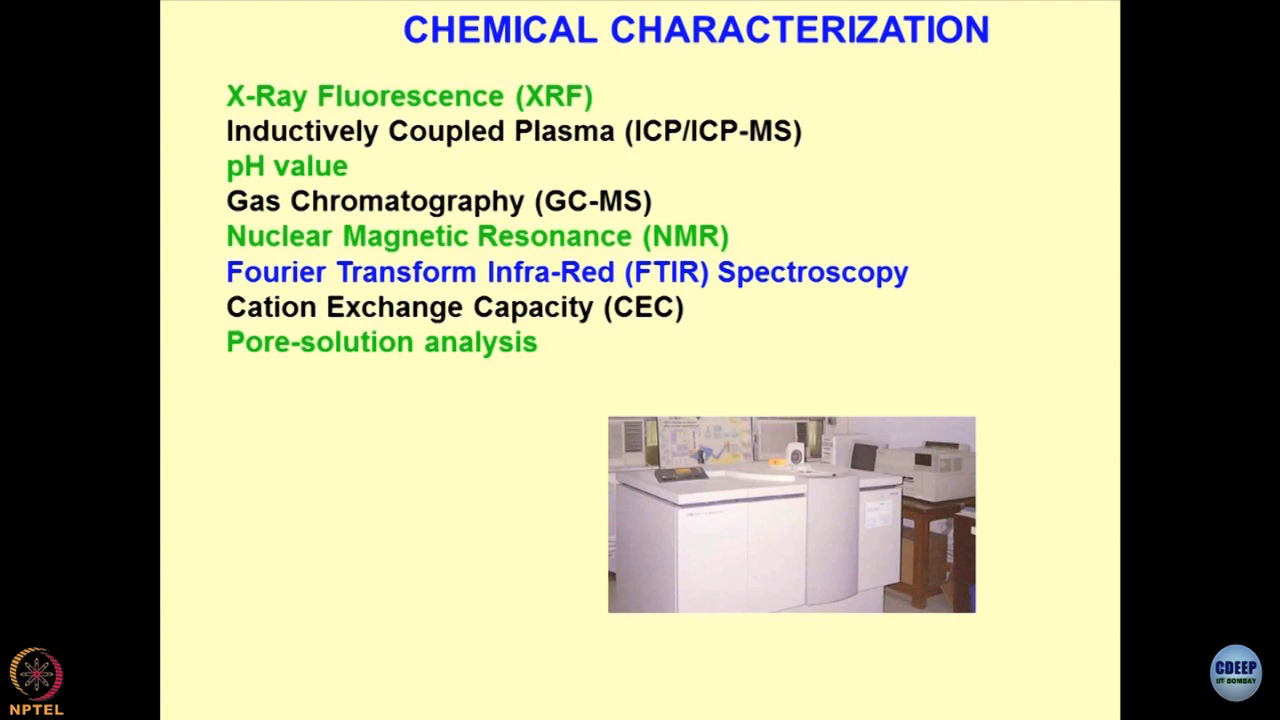 CHEMICAL CHARACTERIZATION
X-Ray Fluorescence (XRF)
Inductively Coupled Plasma (ICP/ICP-MS)
pH value
Gas Chromatography (GC-MS)
Nuclear Magnetic Resonance (NMR)
Fourier Transform Infra-Red (FTIR) Spectroscopy
Cation Exchange Capacity (CEC)
Pore-solution analysis
NPTEL
CDEEP
IIT BOMBAY